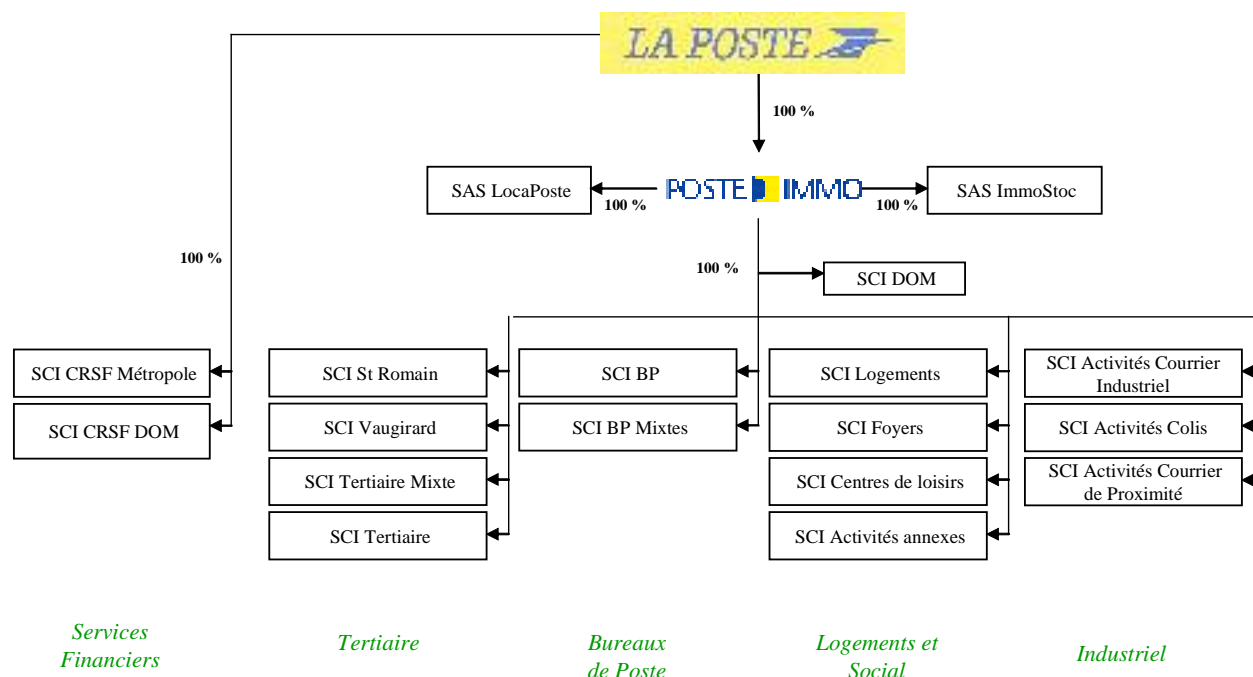 LA POSTE
100 %
SAS LocaPoste
POSTE IMMO
SAS ImmoStoc
100 %
100 %
100 %
100 %
SCI DOM
SCI CRSF Métropole
SCI CRSF DOM
SCI St Romain
SCI Vaugirard
SCI Tertiaire Mixte
SCI Tertiaire
SCI BP
SCI BP Mixtes
SCI Logements
SCI Foyers
SCI Centres de loisirs
SCI Activités annexes
SCI Activités Courrier
Industriel
SCI Activités Colis
SCI Activités Courrier
de Proximité
Services
Financiers
Tertiaire
Bureaux
de Poste
Logements et
Social
Industriel